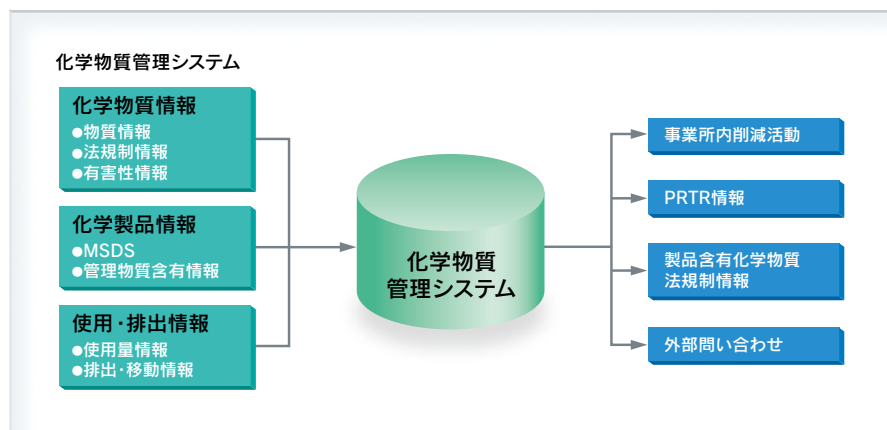 化学物質管理システム
化学物質情報
●物質情報
●法規制情報
●有害性情報
化学製品情報
●MSDS
●管理物質含有情報
使用・排出情報
●使用量情報
●排出・移動情報
化学物質
管理システム
事業所内削減活動
PRTR情報
製品含有化学物質
法規制情報
外部問い合わせ